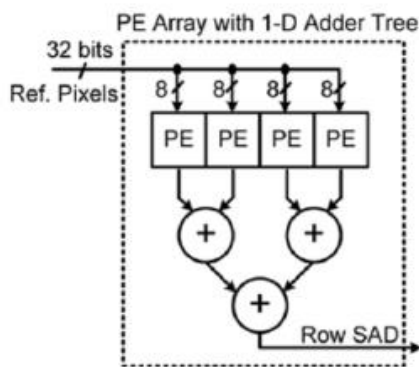 PE Array with 1-D Adder Tree
32 bits
Ref. Pixels
8 8 8 8
PE PE PE PE
+ +
+
Row SAD